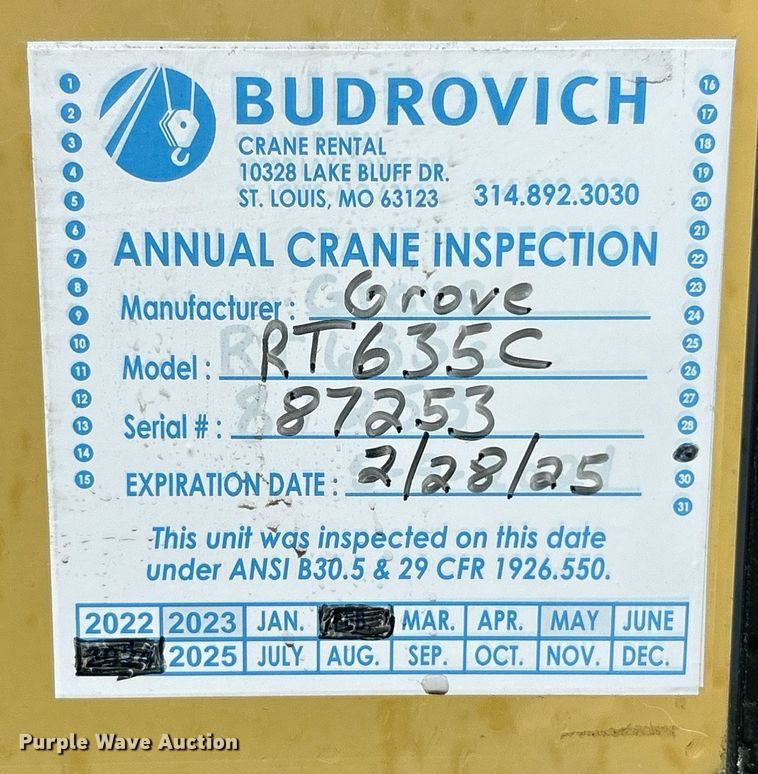 BUDROVICH
CRANE RENTAL
10328 LAKE BLUFF DR.
ST. LOUIS, MO 63123 314.892.3030
ANNUAL CRANE INSPECTION
Manufacturer: Grove
Model: RT635C
Serial #: 87253
EXPIRATION DATE: 2/28/25
This unit was inspected on this date
under ANSI B30.5 & 29 CFR 1926.550.
2022 2023 JAN. MAR. APR. MAY JUNE
2025 JULY AUG. SEP. OCT. NOV. DEC.
1
2
3
4
5
6
7
8
9
10
11
12
13
14
15
16
17
18
19
20
21
22
23
24
25
26
27
28
30
31
Purple Wave Auction